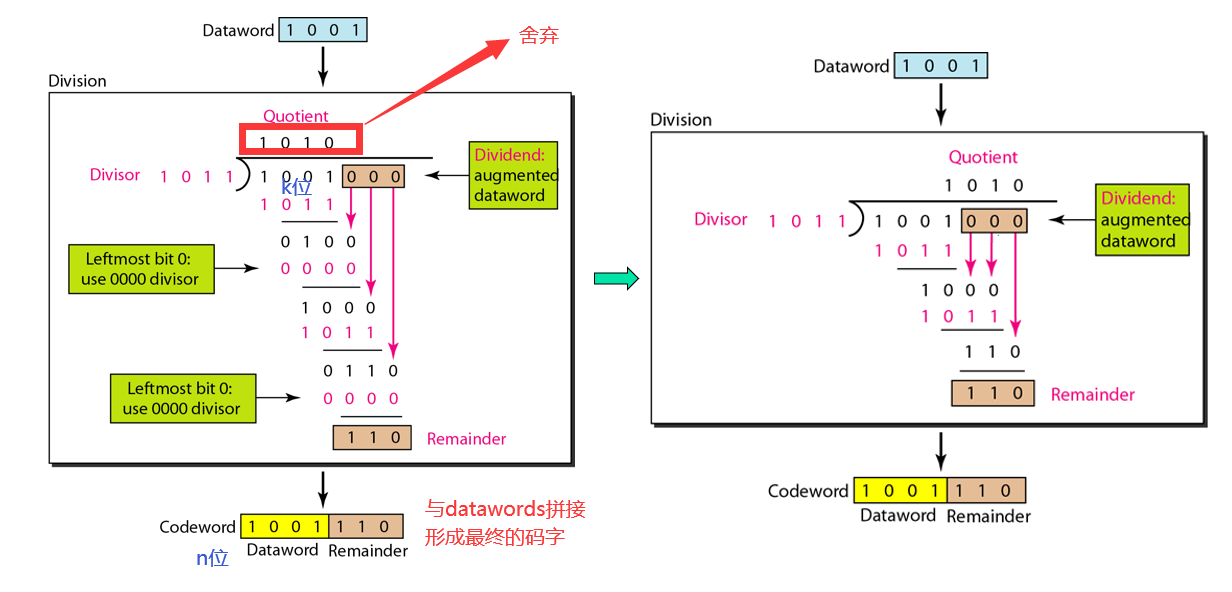 Dataword 1 0 0 1
舍弃
Division
Quotient
1 0 1 0
Divisor 1 0 1 1 1 0 0 1 0 0 0
k位
Dividend:
augmented
dataword
1 0 1 1
0 1 0 0
Leftmost bit 0:
use 0000 divisor
0 0 0 0
1 0 0 0
1 0 1 1
0 1 1 0
Leftmost bit 0:
use 0000 divisor
0 0 0 0
1 1 0 Remainder
Codeword 1 0 0 1 1 1 0
Dataword Remainder
n位
与datawords拼接
形成最终的码字
Dataword 1 0 0 1
Division
Quotient
1 0 1 0
Divisor 1 0 1 1 1 0 0 1 0 0 0
Dividend:
augmented
dataword
1 0 1 1
1 0 0 0
1 0 1 1
1 1 0
1 1 0 Remainder
Codeword 1 0 0 1 1 1 0
Dataword Remainder